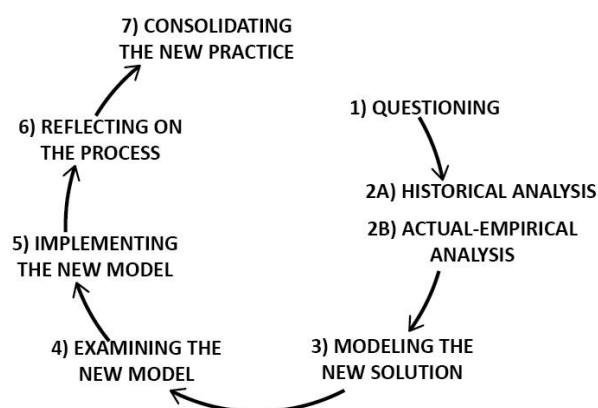 1) QUESTIONING
2A) HISTORICAL ANALYSIS
2B) ACTUAL-EMPIRICAL
ANALYSIS
3) MODELING THE
NEW SOLUTION
4) EXAMINING THE
NEW MODEL
5) IMPLEMENTING
THE NEW MODEL
6) REFLECTING ON
THE PROCESS
7) CONSOLIDATING
THE NEW PRACTICE